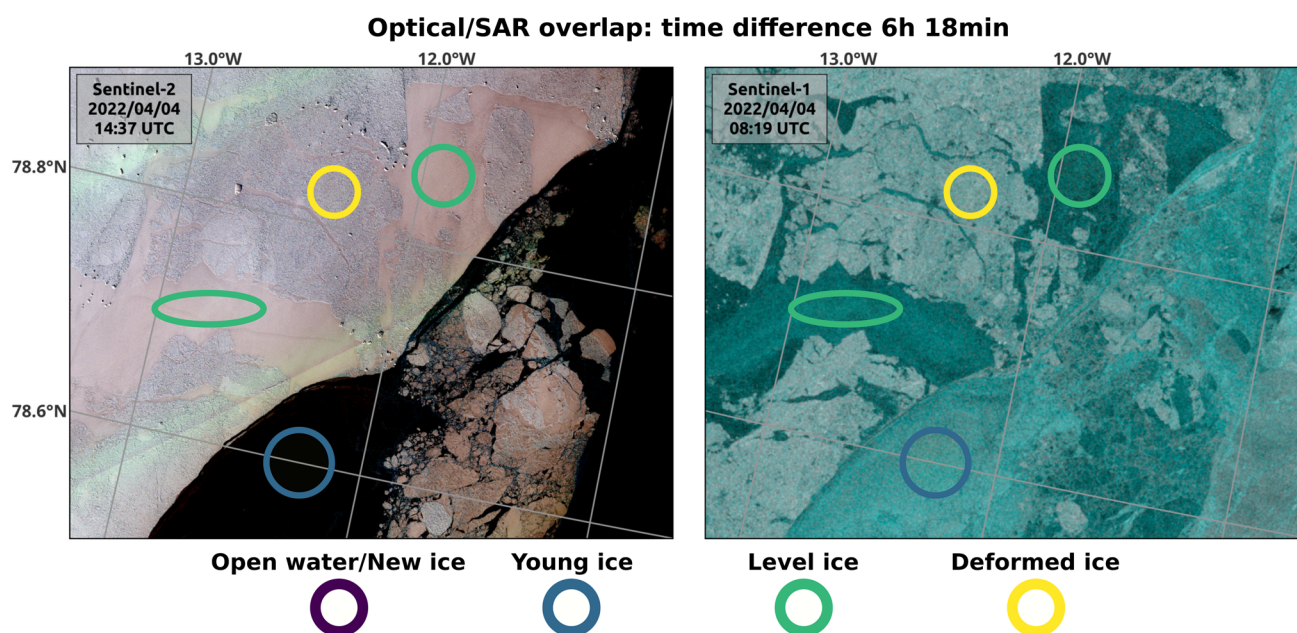 Optical/SAR overlap: time difference 6h 18min
13.0°W 12.0°W 13.0°W 12.0°W
Sentinel-2
2022/04/04
14:37 UTC
Sentinel-1
2022/04/04
08:19 UTC
78.8°N
78.6°N
Open water/New ice Young ice Level ice Deformed ice